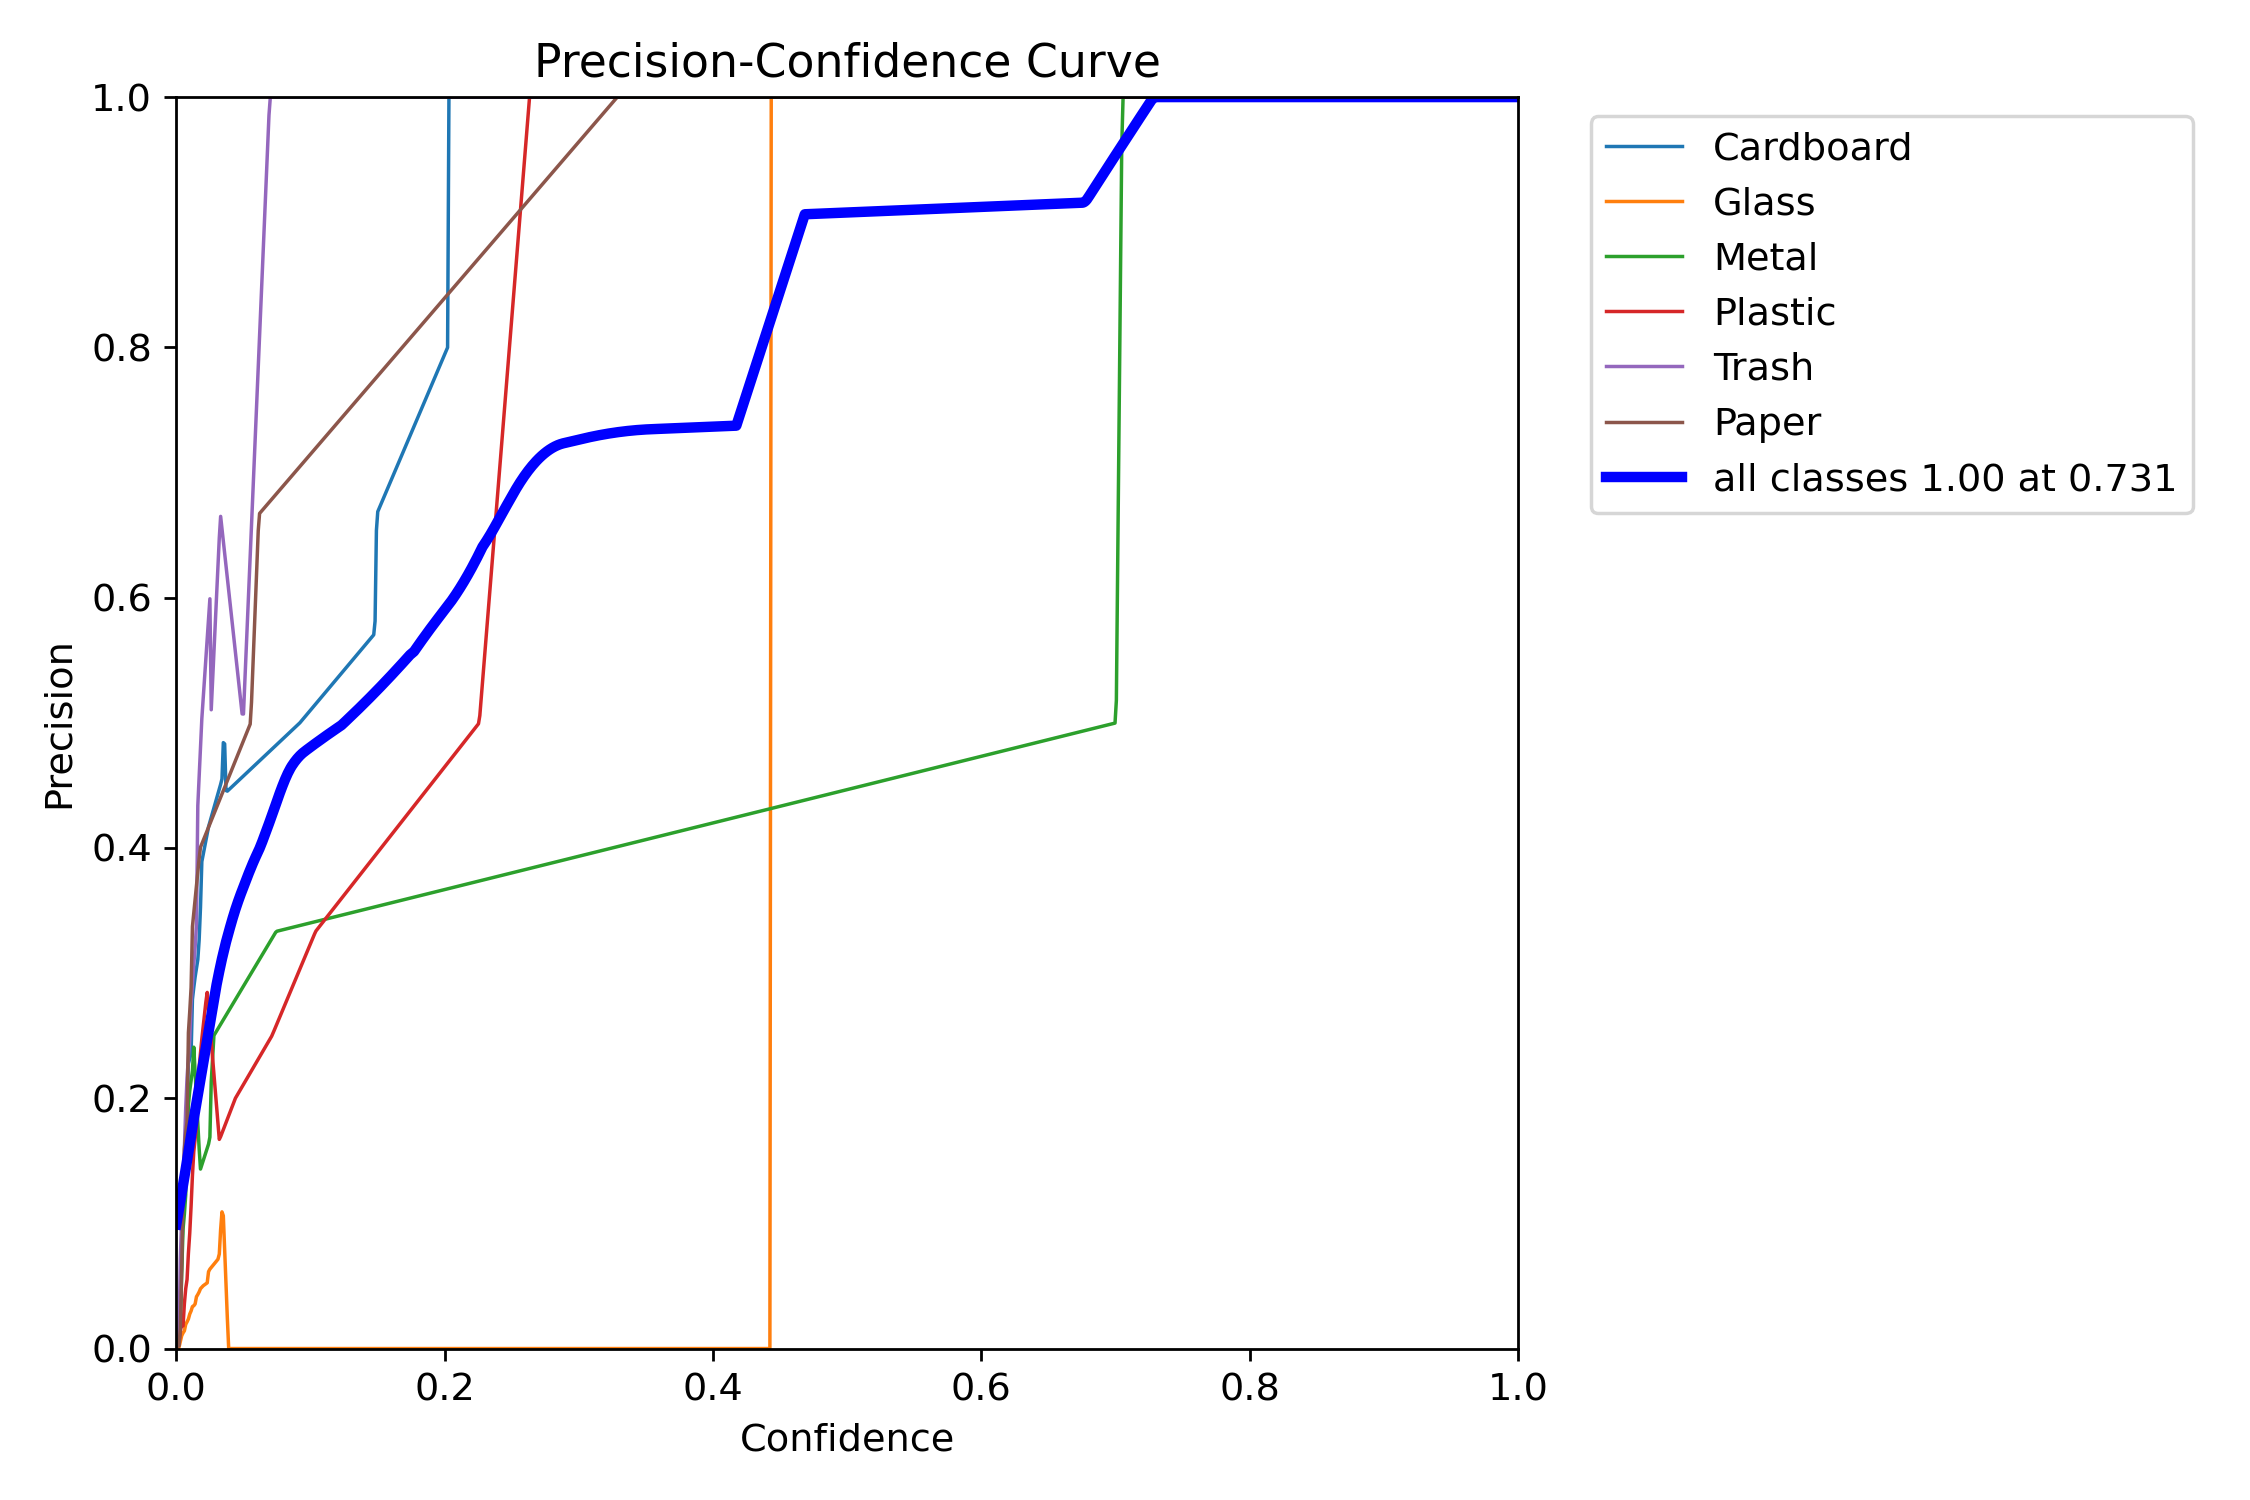 Precision-Confidence Curve
1.0
0.8
0.6
0.4
0.2
0.0
Precision
0.0 0.2 0.4 0.6 0.8 1.0
Confidence
Cardboard
Glass
Metal
Plastic
Trash
Paper
all classes 1.00 at 0.731